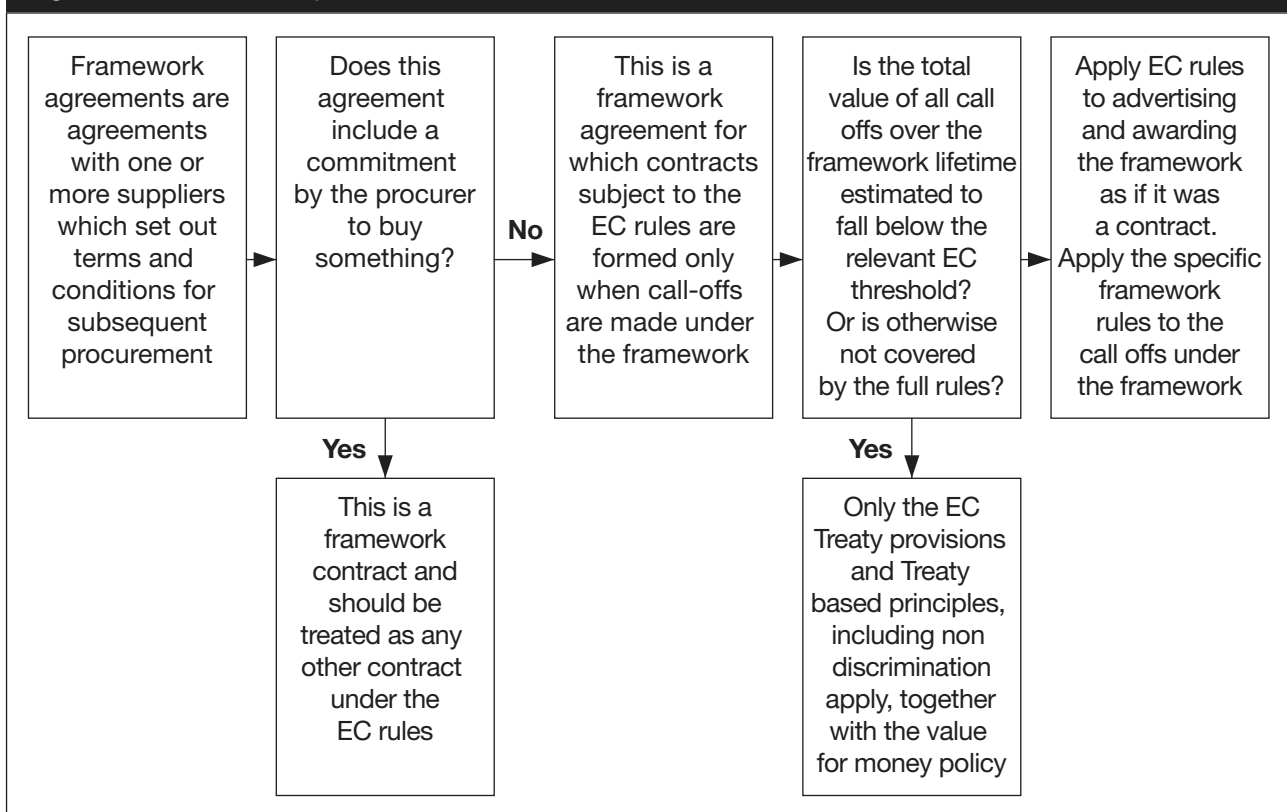 Framework
agreements are
agreements
with one or
more suppliers
which set out
terms and
conditions for
subsequent
procurement
Does this
agreement
include a
commitment
by the procurer
to buy
something?
No
This is a
framework
agreement for
which contracts
subject to the
EC rules are
formed only
when call-offs
are made under
the framework
Is the total
value of all call
offs over the
framework lifetime
estimated to
fall below the
relevant EC
threshold?
Or is otherwise
not covered
by the full rules?
Apply EC rules
to advertising
and awarding
the framework
as if it was
a contract.
Apply the specific
framework
rules to the
call offs under
the framework
Yes
This is a
framework
contract and
should be
treated as any
other contract
under the
EC rules
Yes
Only the EC
Treaty provisions
and Treaty
based principles,
including non
discrimination
apply, together
with the value
for money policy